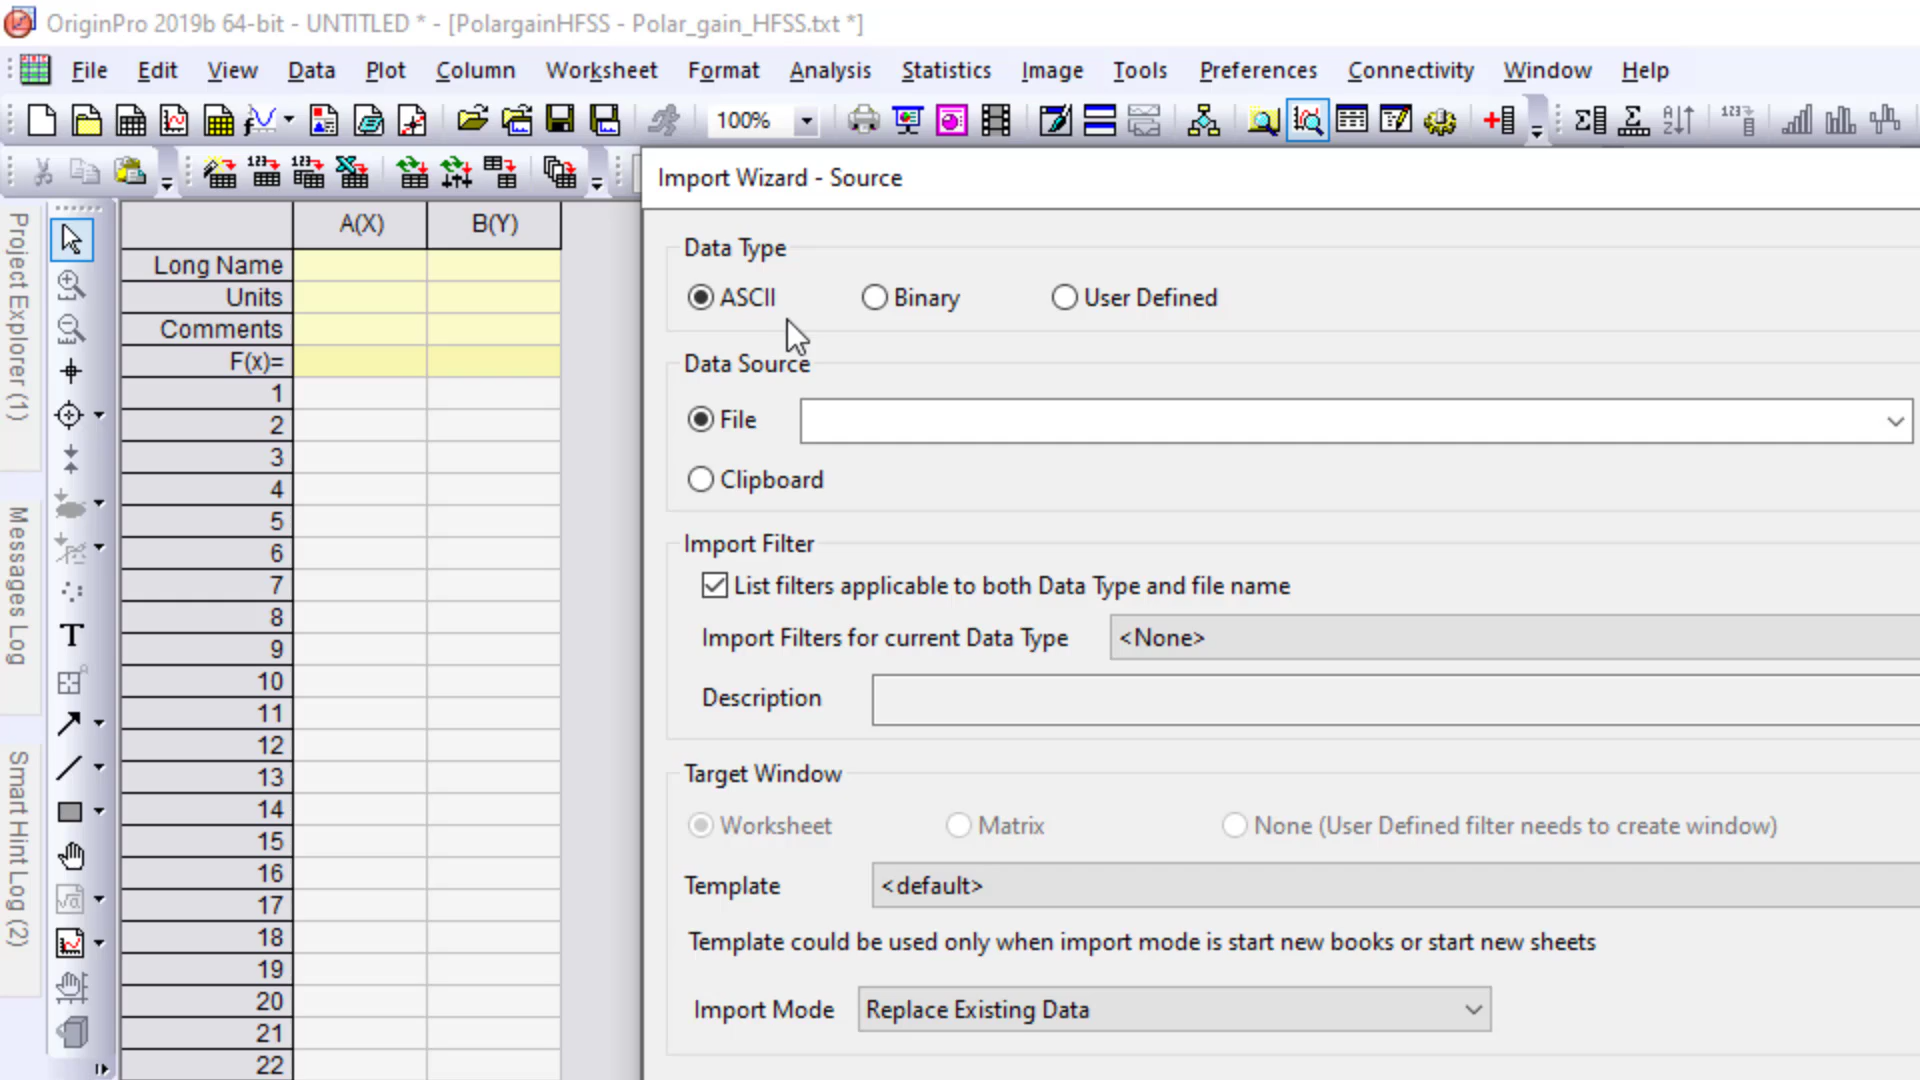 OriginPro 2019b 64-bit - UNTITLED * - [PolargainHFSS - Polar_gain_HFSS.txt *]
File Edit View Data Plot Column Worksheet Format Analysis Statistics Image Tools Preferences Connectivity Window Help
100%
Import Wizard - Source
Project Explorer (1)
Messages Log
Smart Hint Log (2)
A(X) B(Y)
Long Name
Units
Comments
F(x)=
1
2
3
4
5
6
7
8
9
10
11
12
13
14
15
16
17
18
19
20
21
22
Data Type
ASCII Binary User Defined
Data Source
File
Clipboard
Import Filter
List filters applicable to both Data Type and file name
Import Filters for current Data Type <None>
Description
Target Window
Worksheet Matrix None (User Defined filter needs to create window)
Template <default>
Template could be used only when import mode is start new books or start new sheets
Import Mode Replace Existing Data